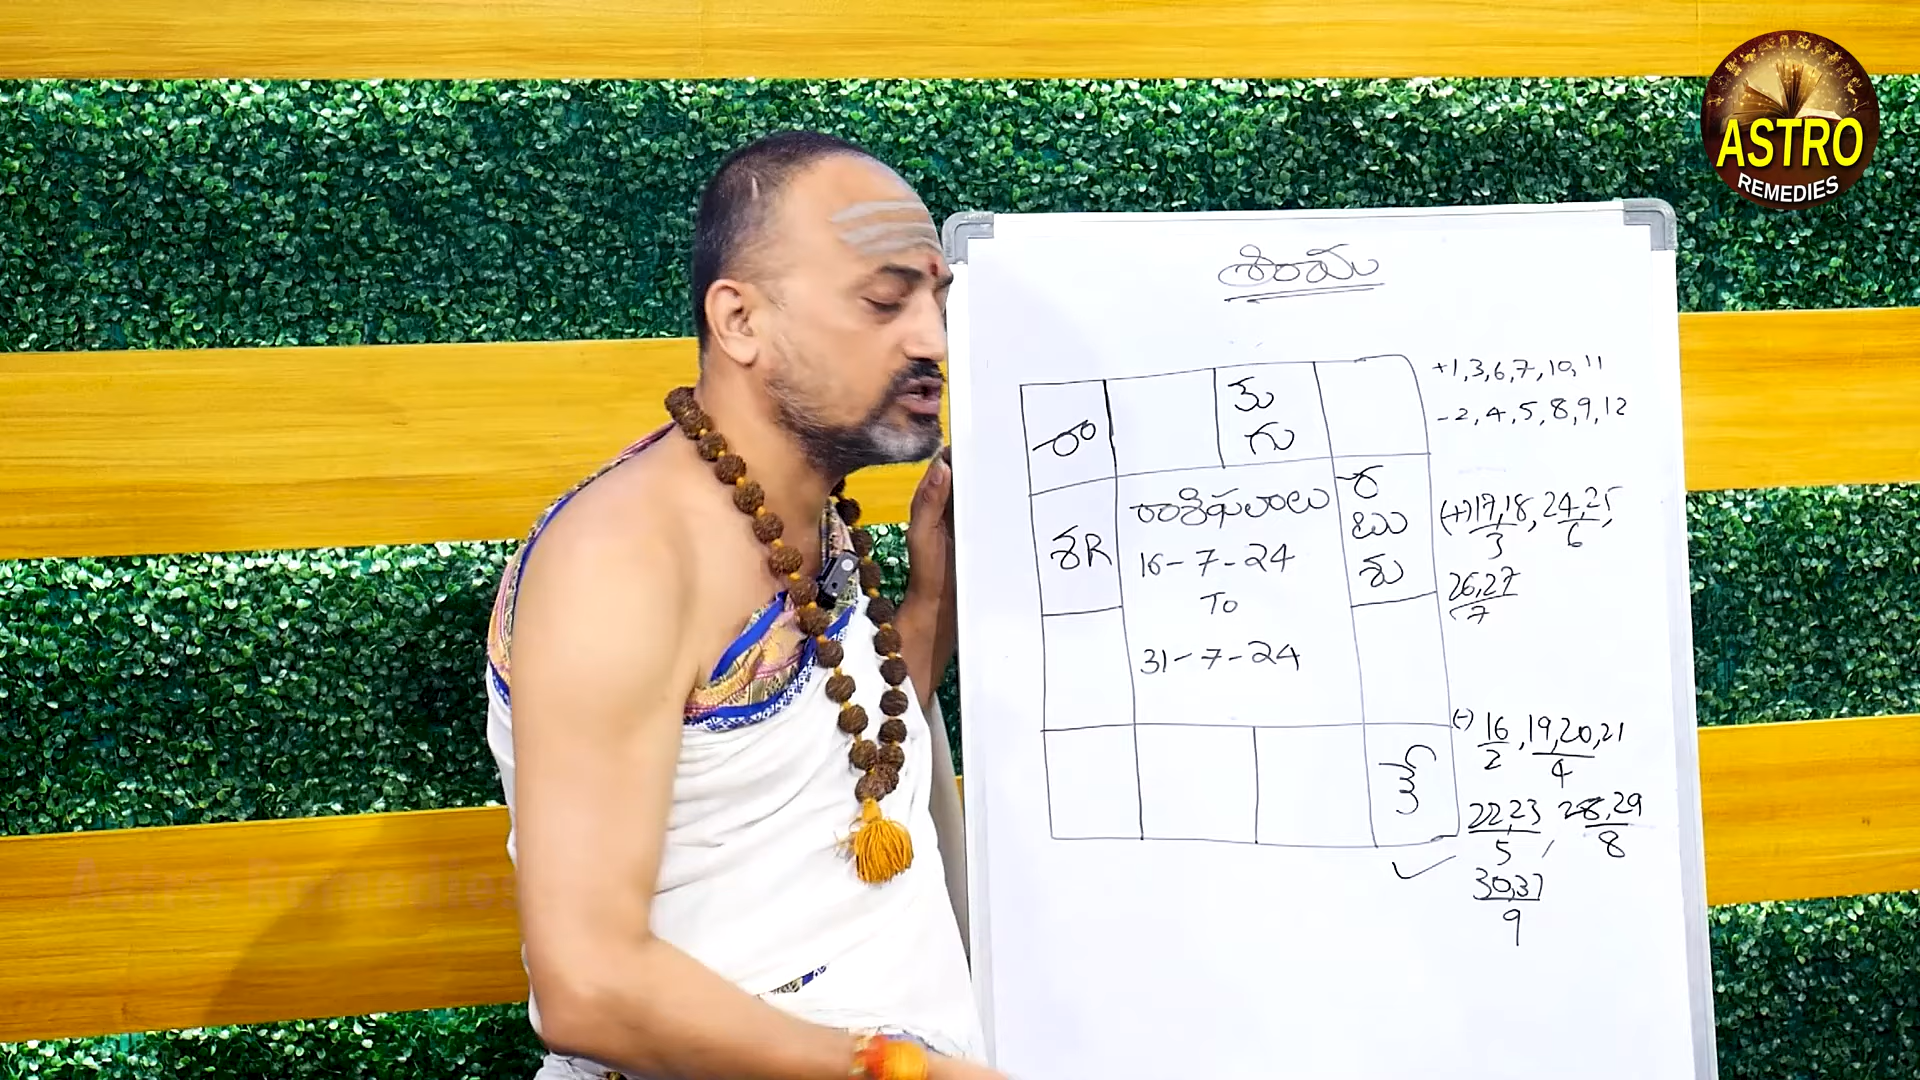 ASTRO
REMEDIES
శ్రీరామ
+1,3,6,7,10,11
-2,4,5,8,9,12
కు
గు
రా
ర
బు
శు
శR
రాశిఫలాలు
16-7-24
To
31-7-24
కే
(+)17,18, 24,25,
3 6
26,27
7
(-) 16, 19,20,21
2 4
22,23, 28,29
5 8
30,31
9
Astro Remedies